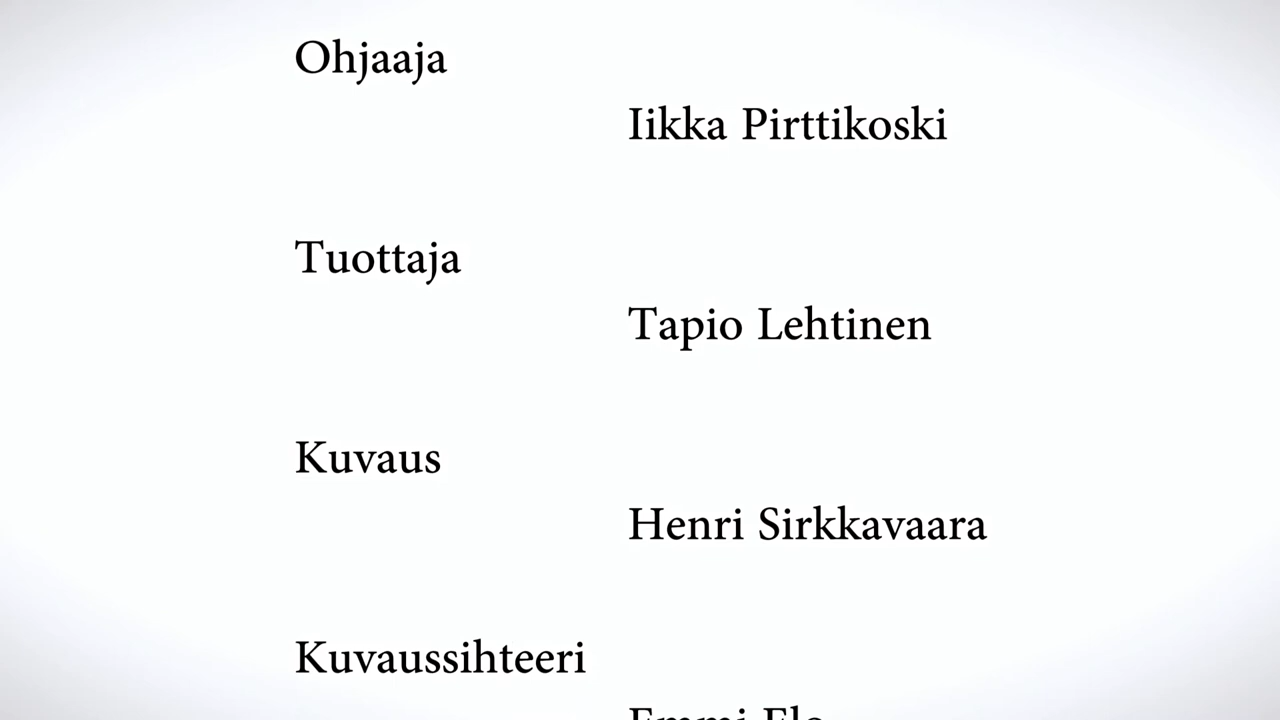 Ohjaaja
Iikka Pirttikoski
Tuottaja
Tapio Lehtinen
Kuvaus
Henri Sirkkavaara
Kuvaussihteeri